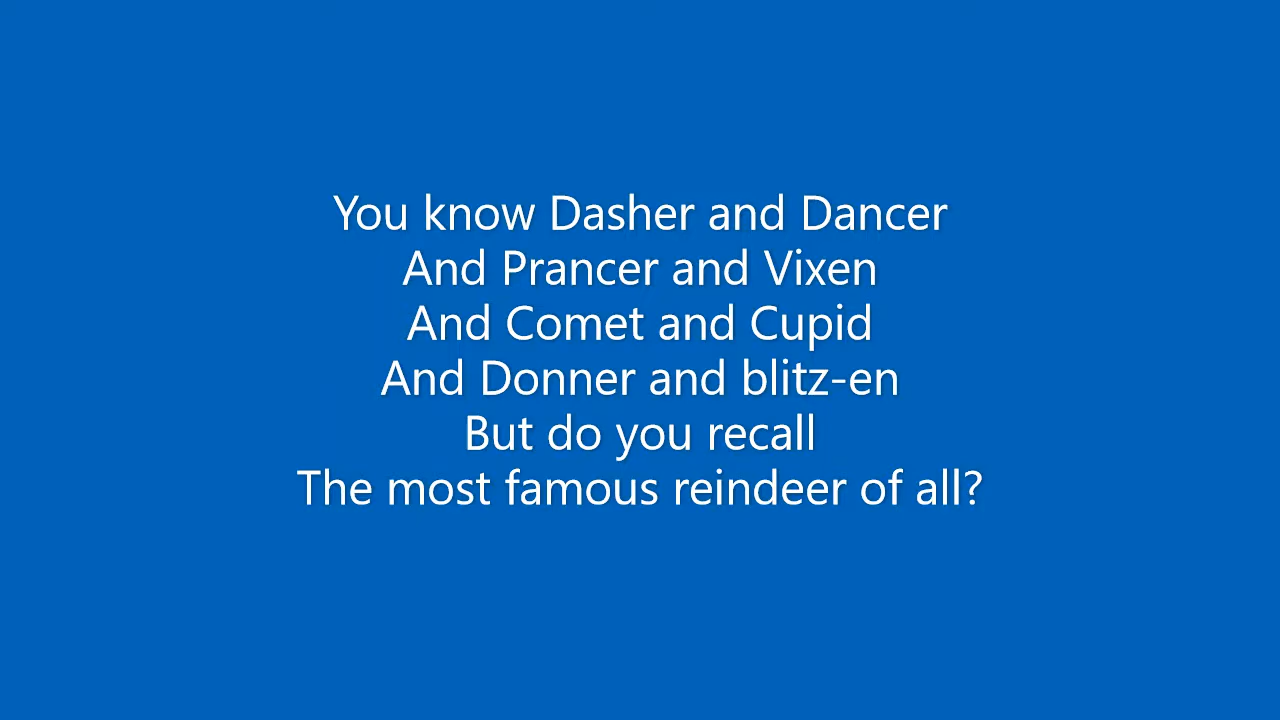 You know Dasher and Dancer
And Prancer and Vixen
And Comet and Cupid
And Donner and blitz-en
But do you recall
The most famous reindeer of all?